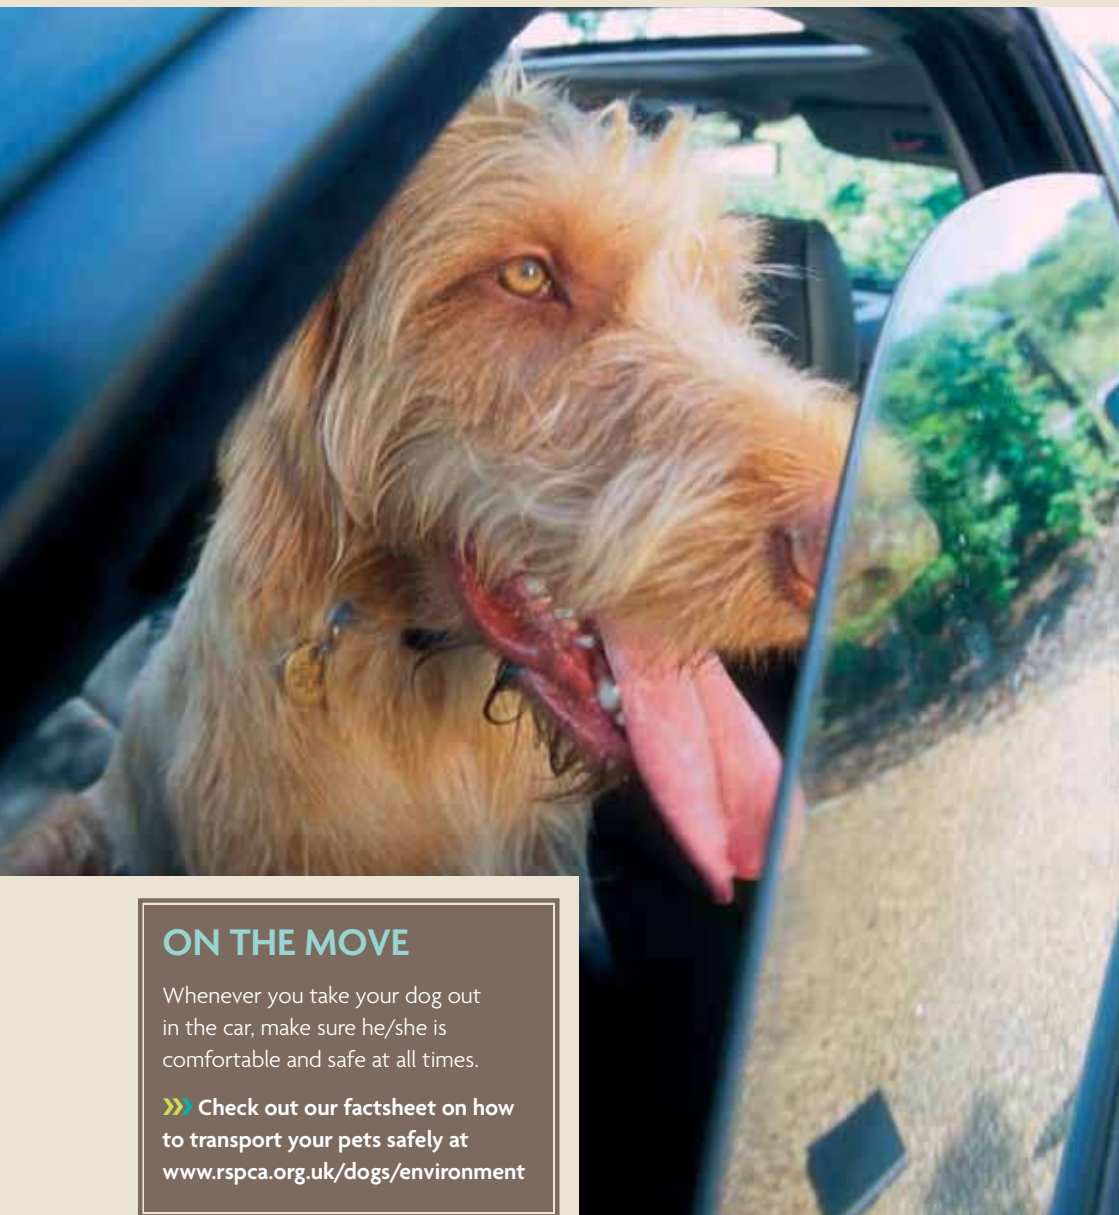 ON THE MOVE
Whenever you take your dog out
in the car, make sure he/she is
comfortable and safe at all times.
Check out our factsheet on how
to transport your pets safely at
www.rspca.org.uk/dogs/environment